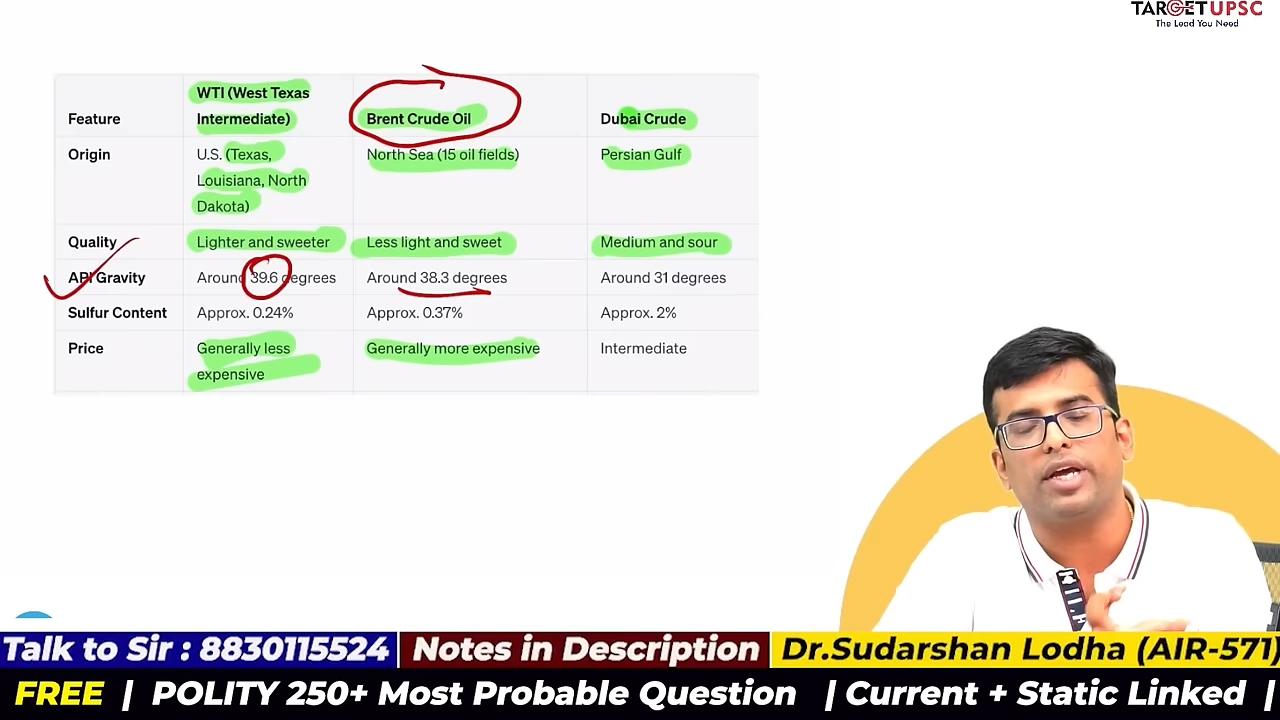 TARGETUPSC
The Lead You Need
Feature
WTI (West Texas
Intermediate)
Brent Crude Oil
Dubai Crude
Origin
U.S. (Texas,
Louisiana, North
Dakota)
North Sea (15 oil fields)
Persian Gulf
Quality
Lighter and sweeter
Less light and sweet
Medium and sour
API Gravity
Around 39.6 degrees
Around 38.3 degrees
Around 31 degrees
Sulfur Content
Approx. 0.24%
Approx. 0.37%
Approx. 2%
Price
Generally less
expensive
Generally more expensive
Intermediate
Talk to Sir : 8830115524
Notes in Description
Dr.Sudarshan Lodha (AIR-571)
FREE | POLITY 250+ Most Probable Question | Current + Static Linked |